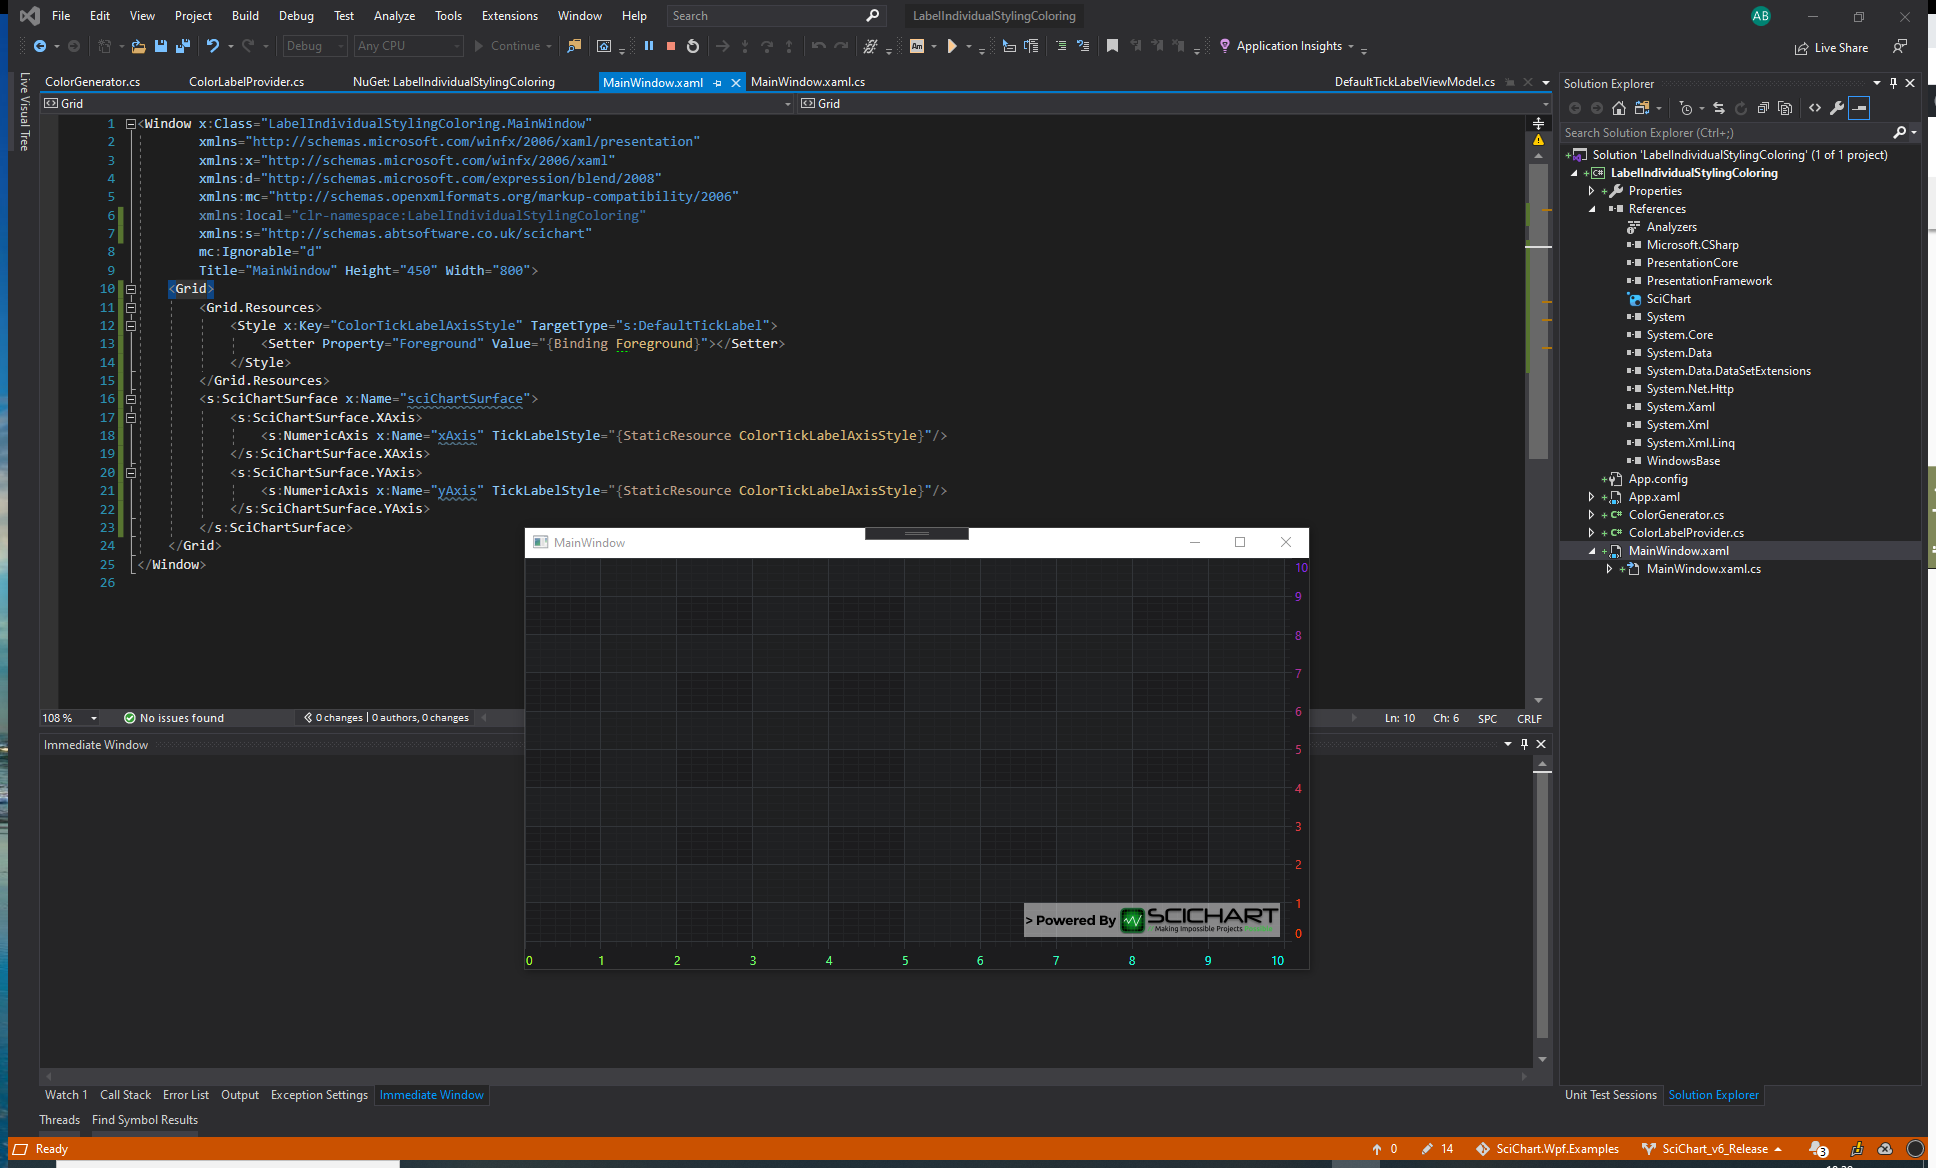 File Edit View Project Build Debug Test Analyze Tools Extensions Window Help Search LabelIndividualStylingColoring AB
Debug Any CPU Continue Application Insights Live Share
Live Visual Tree
ColorGenerator.cs ColorLabelProvider.cs NuGet: LabelIndividualStylingColoring MainWindow.xaml MainWindow.xaml.cs DefaultTickLabelViewModel.cs
Grid Grid
1 <Window x:Class="LabelIndividualStylingColoring.MainWindow"
2 xmlns="http://schemas.microsoft.com/winfx/2006/xaml/presentation"
3 xmlns:x="http://schemas.microsoft.com/winfx/2006/xaml"
4 xmlns:d="http://schemas.microsoft.com/expression/blend/2008"
5 xmlns:mc="http://schemas.openxmlformats.org/markup-compatibility/2006"
6 xmlns:local="clr-namespace:LabelIndividualStylingColoring"
7 xmlns:s="http://schemas.abtsoftware.co.uk/scichart"
8 mc:Ignorable="d"
9 Title="MainWindow" Height="450" Width="800">
10 <Grid>
11 <Grid.Resources>
12 <Style x:Key="ColorTickLabelAxisStyle" TargetType="s:DefaultTickLabel">
13 <Setter Property="Foreground" Value="{Binding Foreground}"></Setter>
14 </Style>
15 </Grid.Resources>
16 <s:SciChartSurface x:Name="sciChartSurface">
17 <s:SciChartSurface.XAxis>
18 <s:NumericAxis x:Name="xAxis" TickLabelStyle="{StaticResource ColorTickLabelAxisStyle}"/>
19 </s:SciChartSurface.XAxis>
20 <s:SciChartSurface.YAxis>
21 <s:NumericAxis x:Name="yAxis" TickLabelStyle="{StaticResource ColorTickLabelAxisStyle}"/>
22 </s:SciChartSurface.YAxis>
23 </s:SciChartSurface>
24 </Grid>
25 </Window>
26
MainWindow
10
9
8
7
6
5
4
3
2
1
0
> Powered By SCICHART
Making Impossible Projects
0 1 2 3 4 5 6 7 8 9 10
108 % No issues found 0 changes | 0 authors, 0 changes Ln: 10 Ch: 6 SPC CRLF
Immediate Window
Watch 1 Call Stack Error List Output Exception Settings Immediate Window
Threads Find Symbol Results
Solution Explorer
Search Solution Explorer (Ctrl+;)
Solution 'LabelIndividualStylingColoring' (1 of 1 project)
LabelIndividualStylingColoring
Properties
References
Analyzers
Microsoft.CSharp
PresentationCore
PresentationFramework
SciChart
System
System.Core
System.Data
System.Data.DataSetExtensions
System.Net.Http
System.Xaml
System.Xml
System.Xml.Linq
WindowsBase
App.config
App.xaml
C# ColorGenerator.cs
C# ColorLabelProvider.cs
MainWindow.xaml
MainWindow.xaml.cs
Unit Test Sessions Solution Explorer
Ready 0 14 SciChart.Wpf.Examples SciChart_v6_Release 3